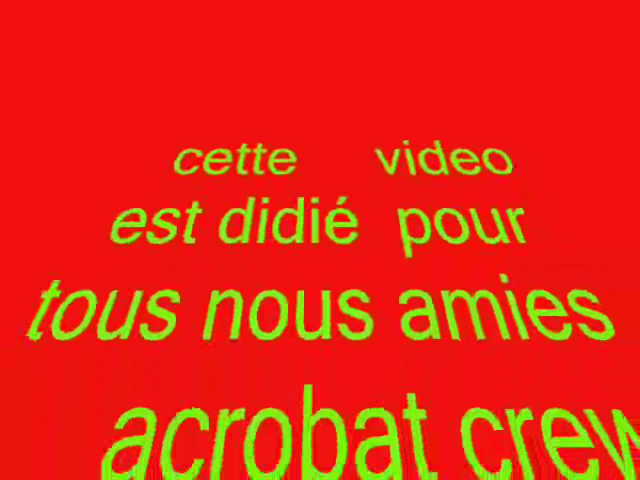 cette video
est didié pour
tous nous amies
acrobat crew